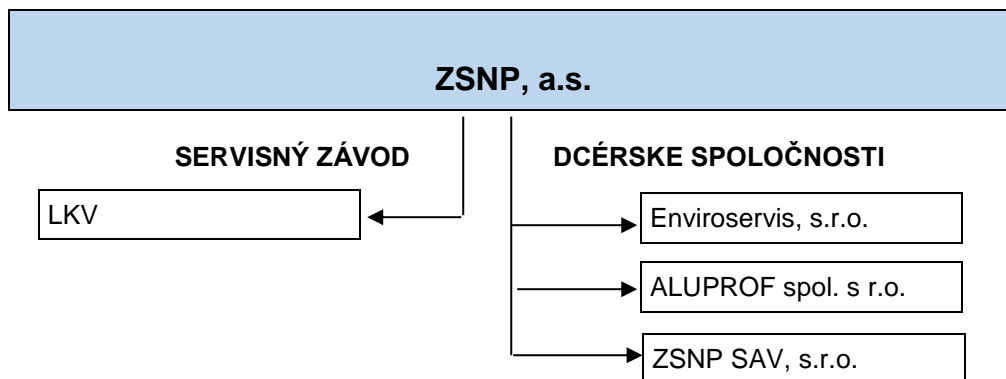 ZSNP, a.s.
SERVISNÝ ZÁVOD
DCÉRSKE SPOLOČNOSTI
LKV
Enviroservis, s.r.o.
ALUPROF spol. s r.o.
ZSNP SAV, s.r.o.